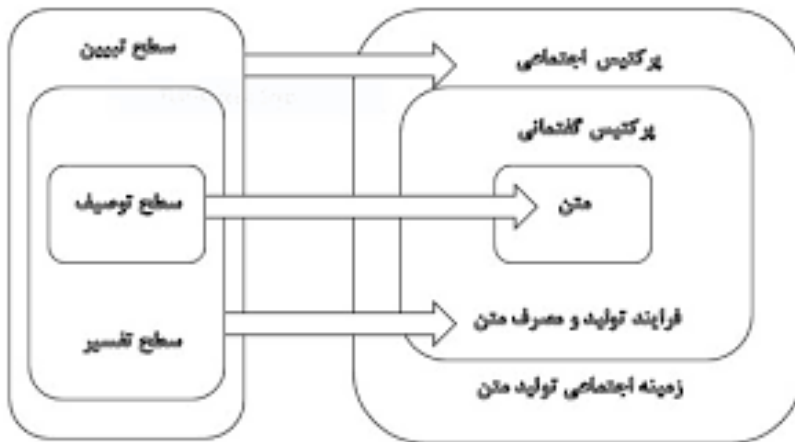 سطح تبیین
پرکتیس اجتماعی
پرکتیس گفتمانی
سطح توصیف
متن
فرایند تولید و مصرف متن
سطح تفسیر
زمینه اجتماعی تولید متن